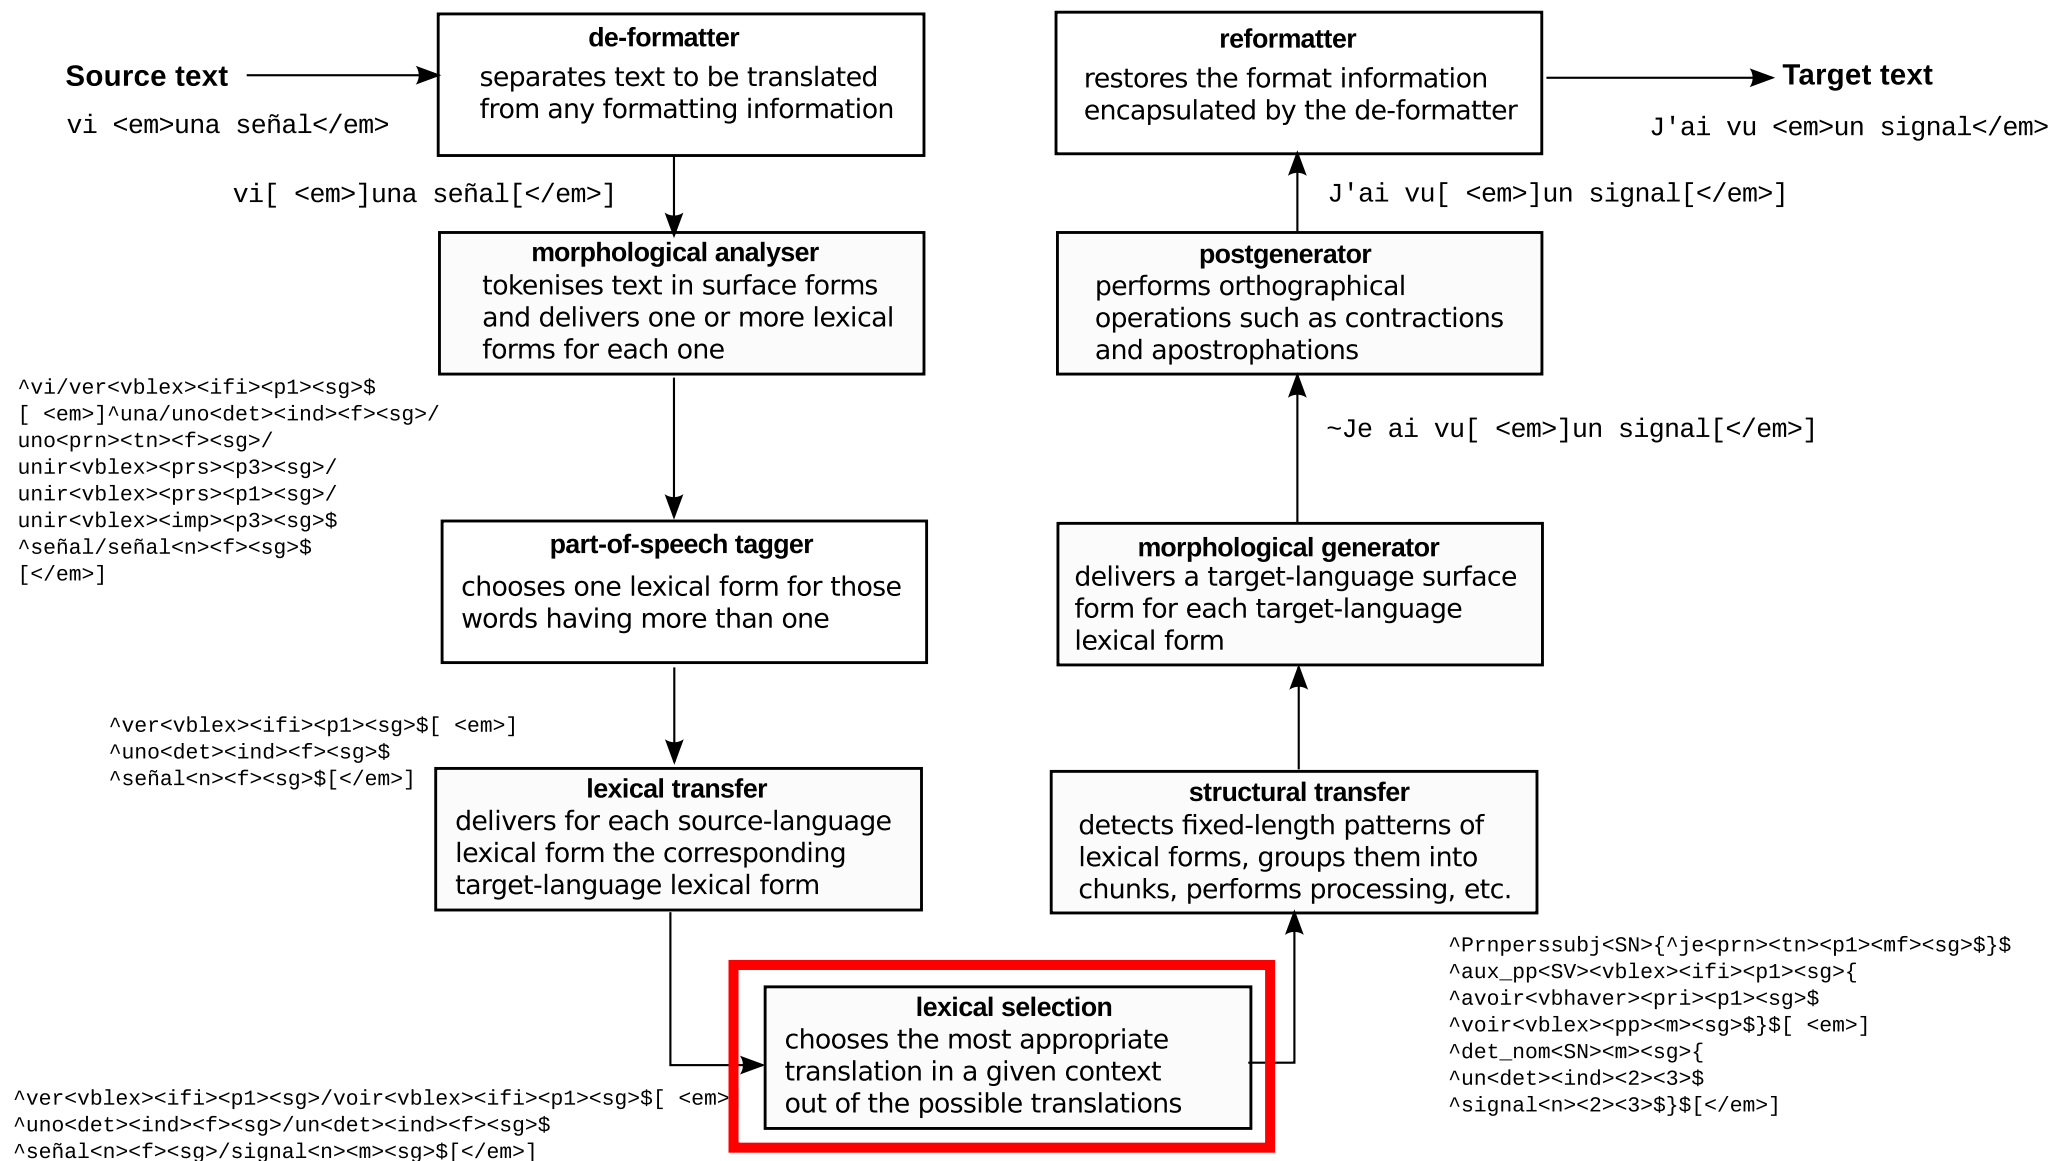 Source text
vi <em>una señal</em>
de-formatter
separates text to be translated
from any formatting information
vi[ <em>]una señal[</em>]
morphological analyser
tokenises text in surface forms
and delivers one or more lexical
forms for each one
^vi/ver<vblex><ifi><p1><sg>$
[ <em>]^una/uno<det><ind><f><sg>/
uno<prn><tn><f><sg>/
unir<vblex><prs><p3><sg>/
unir<vblex><prs><p1><sg>/
unir<vblex><imp><p3><sg>$
^señal/señal<n><f><sg>$
[</em>]
part-of-speech tagger
chooses one lexical form for those
words having more than one
^ver<vblex><ifi><p1><sg>$[ <em>]
^uno<det><ind><f><sg>$
^señal<n><f><sg>$[</em>]
lexical transfer
delivers for each source-language
lexical form the corresponding
target-language lexical form
^ver<vblex><ifi><p1><sg>/voir<vblex><ifi><p1><sg>$[ <em>
^uno<det><ind><f><sg>/un<det><ind><f><sg>$
^señal<n><f><sg>/signal<n><m><sg>$[</em>]
lexical selection
chooses the most appropriate
translation in a given context
out of the possible translations
structural transfer
detects fixed-length patterns of
lexical forms, groups them into
chunks, performs processing, etc.
^Prnperssubj<SN>{^je<prn><tn><p1><mf><sg>$}$
^aux_pp<SV><vblex><ifi><p1><sg>{
^avoir<vbhaver><pri><p1><sg>$
^voir<vblex><pp><m><sg>$}$[ <em>]
^det_nom<SN><m><sg>{
^un<det><ind><2><3>$
^signal<n><2><3>$}$[</em>]
morphological generator
delivers a target-language surface
form for each target-language
lexical form
~Je ai vu[ <em>]un signal[</em>]
postgenerator
performs orthographical
operations such as contractions
and apostrophations
J'ai vu[ <em>]un signal[</em>]
reformatter
restores the format information
encapsulated by the de-formatter
Target text
J'ai vu <em>un signal</em>